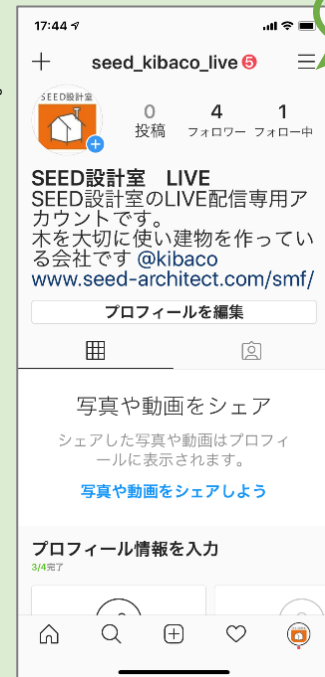 17:44
seed_kibaco_live 5
SEED設計室
0 4 1
投稿 フォロワー フォロー中
SEED設計室 LIVE
SEED設計室のLIVE配信専用ア
カウントです。
木を大切に使い建物を作ってい
る会社です @kibaco
www.seed-architect.com/smf/
プロフィールを編集
写真や動画をシェア
シェアした写真や動画はプロフィ
ールに表示されます。
写真や動画をシェアしよう
プロフィール情報を入力
3/4完了